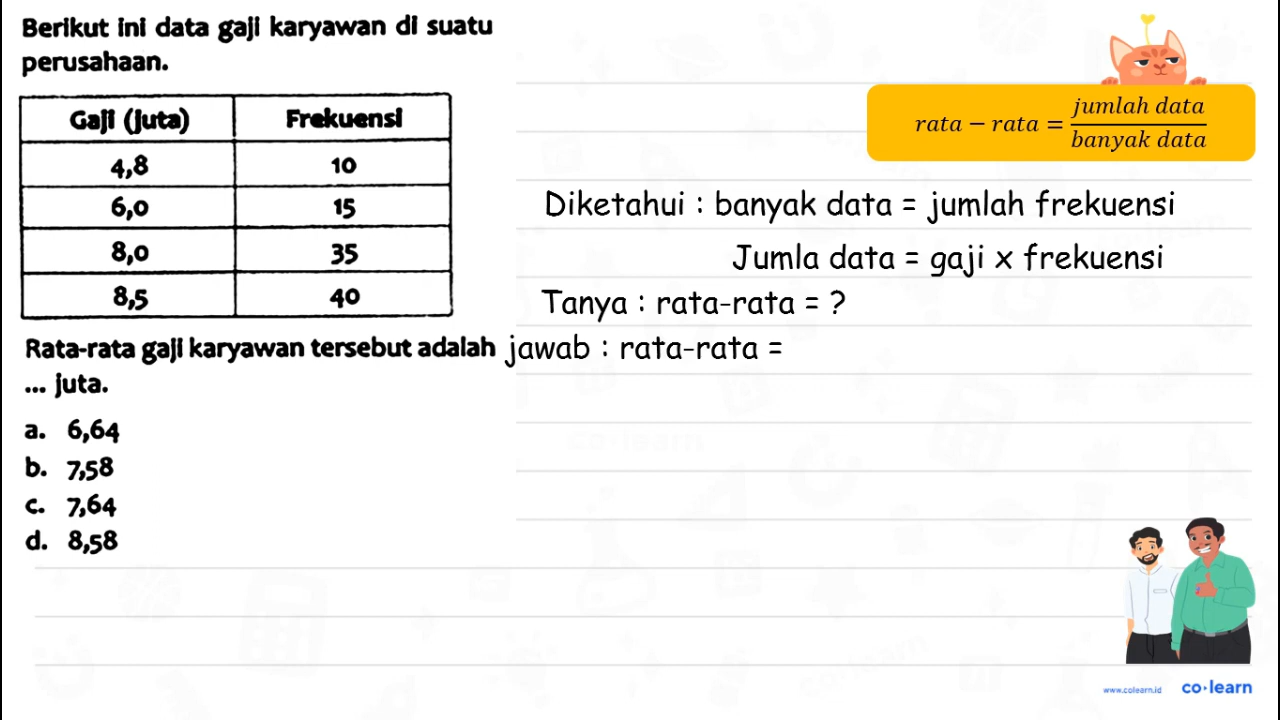 Berikut ini data gaji karyawan di suatu
perusahaan.
Gaji (juta) Frekuensi
4,8 10
6,0 15
8,0 35
8,5 40
Rata-rata gaji karyawan tersebut adalah
... juta.
a. 6,64
b. 7,58
c. 7,64
d. 8,58
rata − rata = jumlah data
banyak data
Diketahui : banyak data = jumlah frekuensi
Jumla data = gaji x frekuensi
Tanya : rata-rata = ?
jawab : rata-rata =
www.colearn.id co·learn